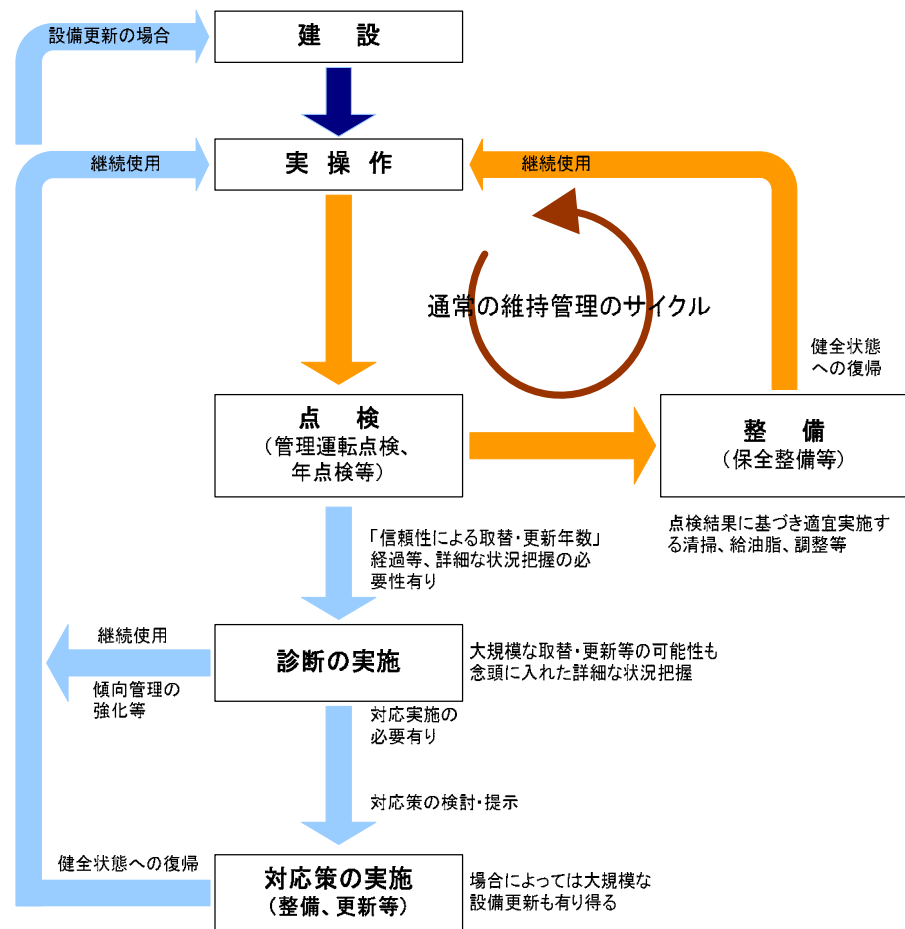 設備更新の場合
建　設
継続使用
実 操 作
継続使用
通常の維持管理のサイクル
健全状態
への復帰
点　検
（管理運転点検、
年点検等）
整　備
（保全整備等）
点検結果に基づき適宜実施す
る清掃、給油脂、調整等
「信頼性による取替・更新年数」
経過等、詳細な状況把握の必
要性有り
継続使用
傾向管理の
強化等
診断の実施
大規模な取替・更新等の可能性も
念頭に入れた詳細な状況把握
対応実施の
必要有り
対応策の検討・提示
健全状態への復帰
対応策の実施
（整備、更新等）
場合によっては大規模な
設備更新も有り得る